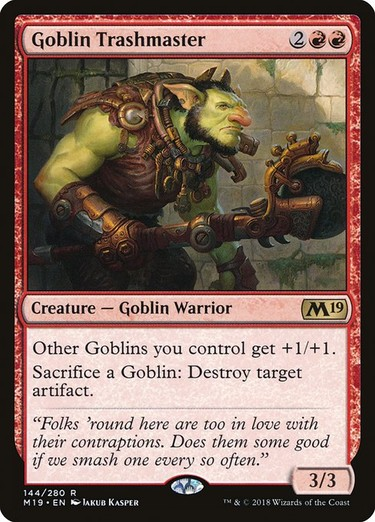 Goblin Trashmaster 2
Creature — Goblin Warrior M19
Other Goblins you control get +1/+1.
Sacrifice a Goblin: Destroy target
artifact.
“Folks ’round here are too in love with
their contraptions. Does them some good
if we smash one every so often.”
3/3
144/280 R
M19 • EN Jakub Kasper ™ & © 2018 Wizards of the Coast